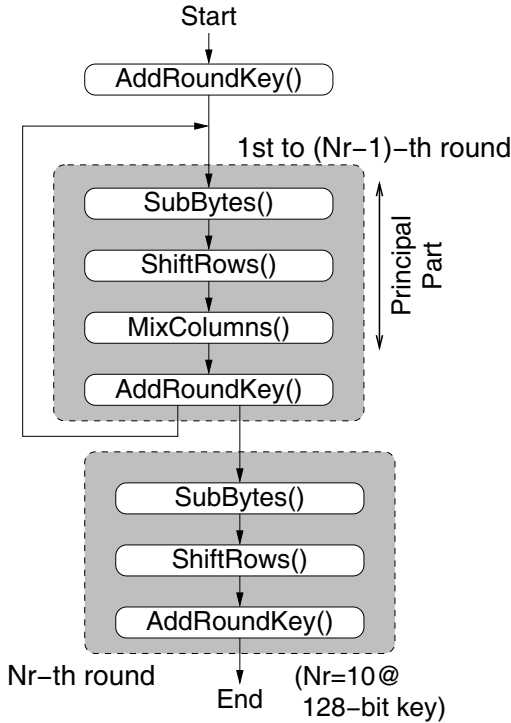 Start
AddRoundKey()
1st to (Nr−1)−th round
SubBytes()
ShiftRows()
MixColumns()
AddRoundKey()
Principal
Part
SubBytes()
ShiftRows()
AddRoundKey()
Nr−th round
End
(Nr=10@
128−bit key)